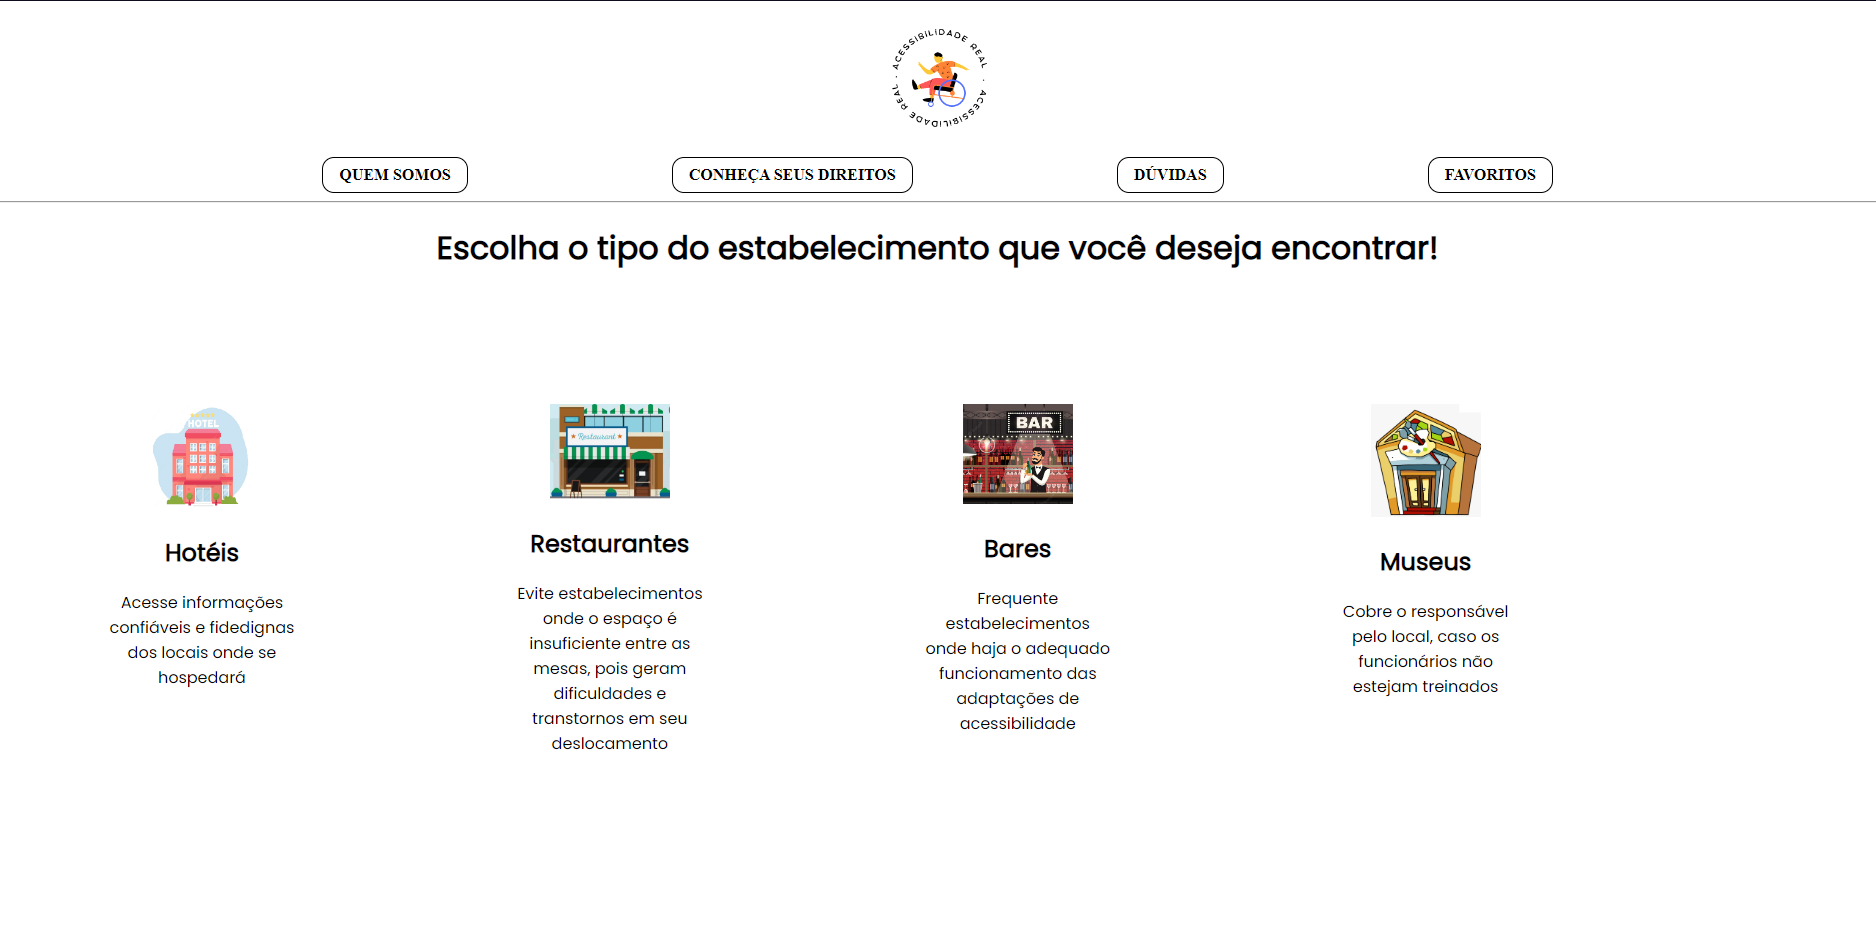 ACESSIBILIDADE REAL · ACESSIBILIDADE REAL ·
QUEM SOMOS
CONHEÇA SEUS DIREITOS
DÚVIDAS
FAVORITOS
Escolha o tipo do estabelecimento que você deseja encontrar!
HOTEL
Hotéis
Acesse informações
confiáveis e fidedignas
dos locais onde se
hospedará
Restaurant
Restaurantes
Evite estabelecimentos
onde o espaço é
insuficiente entre as
mesas, pois geram
dificuldades e
transtornos em seu
deslocamento
BAR
Bares
Frequente
estabelecimentos
onde haja o adequado
funcionamento das
adaptações de
acessibilidade
Museus
Cobre o responsável
pelo local, caso os
funcionários não
estejam treinados